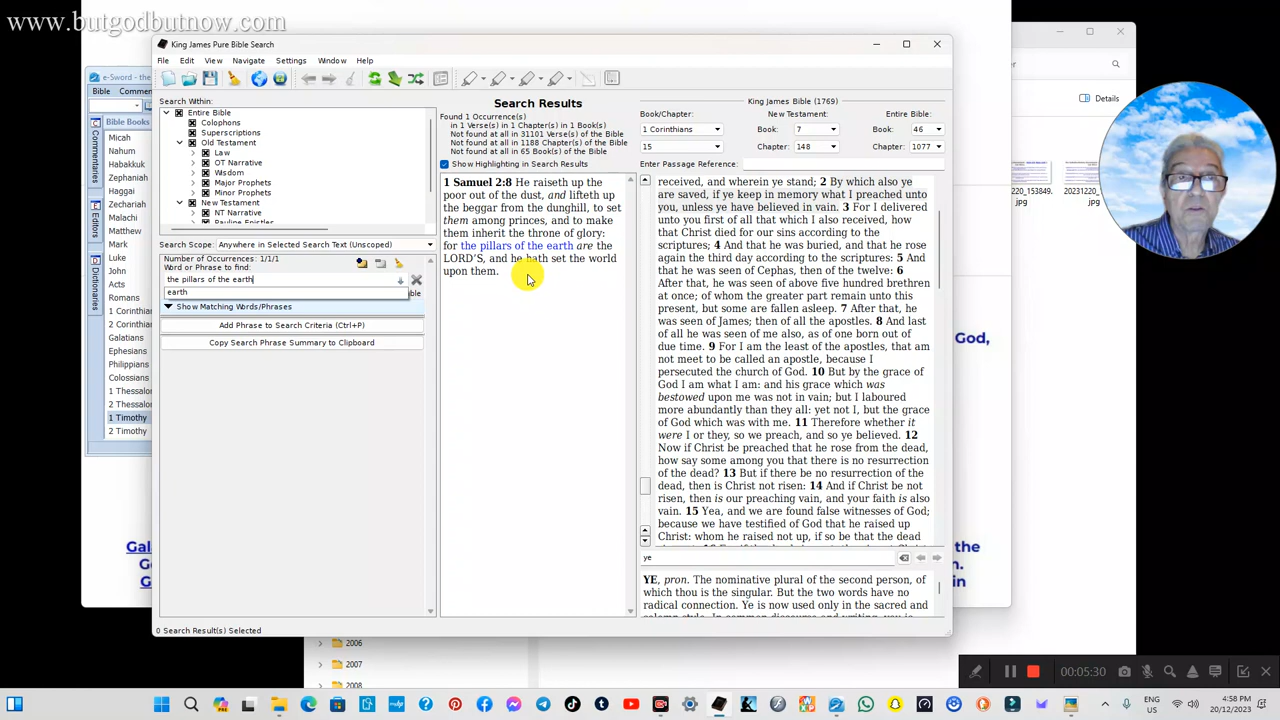 www.butgodbutnow.com
King James Pure Bible Search
File Edit View Navigate Settings Window Help
e-Sword - the
Bible Comme
Bible Books
Commentaries
Editors
Dictionaries
Micah
Nahum
Habakkuk
Zephaniah
Haggai
Zechariah
Malachi
Matthew
Mark
Luke
John
Acts
Romans
1 Corinthians
2 Corinthians
Galatians
Ephesians
Philippians
Colossians
1 Thessalo
2 Thessalo
1 Timothy
2 Timothy
Search Within:
Entire Bible
Colophons
Superscriptions
Old Testament
Law
OT Narrative
Wisdom
Major Prophets
Minor Prophets
New Testament
NT Narrative
Pauline Epistles
Search Scope: Anywhere in Selected Search Text (Unscoped)
Number of Occurrences: 1/1/1
Word or Phrase to find:
the pillars of the earth
earth
Show Matching Words/Phrases
Add Phrase to Search Criteria (Ctrl+P)
Copy Search Phrase Summary to Clipboard
Search Results
Found 1 Occurrence(s)
in 1 Verse(s) in 1 Chapter(s) in 1 Book(s)
Not found at all in 31101 Verse(s) of the Bible
Not found at all in 1188 Chapter(s) of the Bible
Not found at all in 65 Book(s) of the Bible
Show Highlighting in Search Results
1 Samuel 2:8 He raiseth up the
poor out of the dust, and lifteth up
the beggar from the dunghill, to set
them among princes, and to make
them inherit the throne of glory:
for the pillars of the earth are the
LORD'S, and he hath set the world
upon them.
King James Bible (1769)
Book/Chapter: New Testament: Entire Bible:
1 Corinthians Book: 7 Book: 46
15 Chapter: 148 Chapter: 1077
Enter Passage Reference:
received, and wherein ye stand; 2 By which also ye
are saved, if ye keep in memory what I preached unto
you, unless ye have believed in vain. 3 For I delivered
unto you first of all that which I also received, how
that Christ died for our sins according to the
scriptures; 4 And that he was buried, and that he rose
again the third day according to the scriptures: 5 And
that he was seen of Cephas, then of the twelve: 6
After that, he was seen of above five hundred brethren
at once; of whom the greater part remain unto this
present, but some are fallen asleep. 7 After that, he
was seen of James; then of all the apostles. 8 And last
of all he was seen of me also, as of one born out of
due time. 9 For I am the least of the apostles, that am
not meet to be called an apostle, because I
persecuted the church of God. 10 But by the grace of
God I am what I am: and his grace which was
bestowed upon me was not in vain; but I laboured
more abundantly than they all: yet not I, but the grace
of God which was with me. 11 Therefore whether it
were I or they, so we preach, and so ye believed. 12
Now if Christ be preached that he rose from the dead,
how say some among you that there is no resurrection
of the dead? 13 But if there be no resurrection of the
dead, then is Christ not risen: 14 And if Christ be not
risen, then is our preaching vain, and your faith is also
vain. 15 Yea, and we are found false witnesses of God;
because we have testified of God that he raised up
Christ: whom he raised not up, if so be that the dead
ye
YE, pron. The nominative plural of the second person, of
which thou is the singular. But the two words have no
radical connection. Ye is now used only in the sacred and
0 Search Result(s) Selected
Details
220_153849.
jpg
20231220_
.jpg
God,
the
in
2006
2007
2008
00:05:30
ENG
US
4:58 PM
20/12/2023